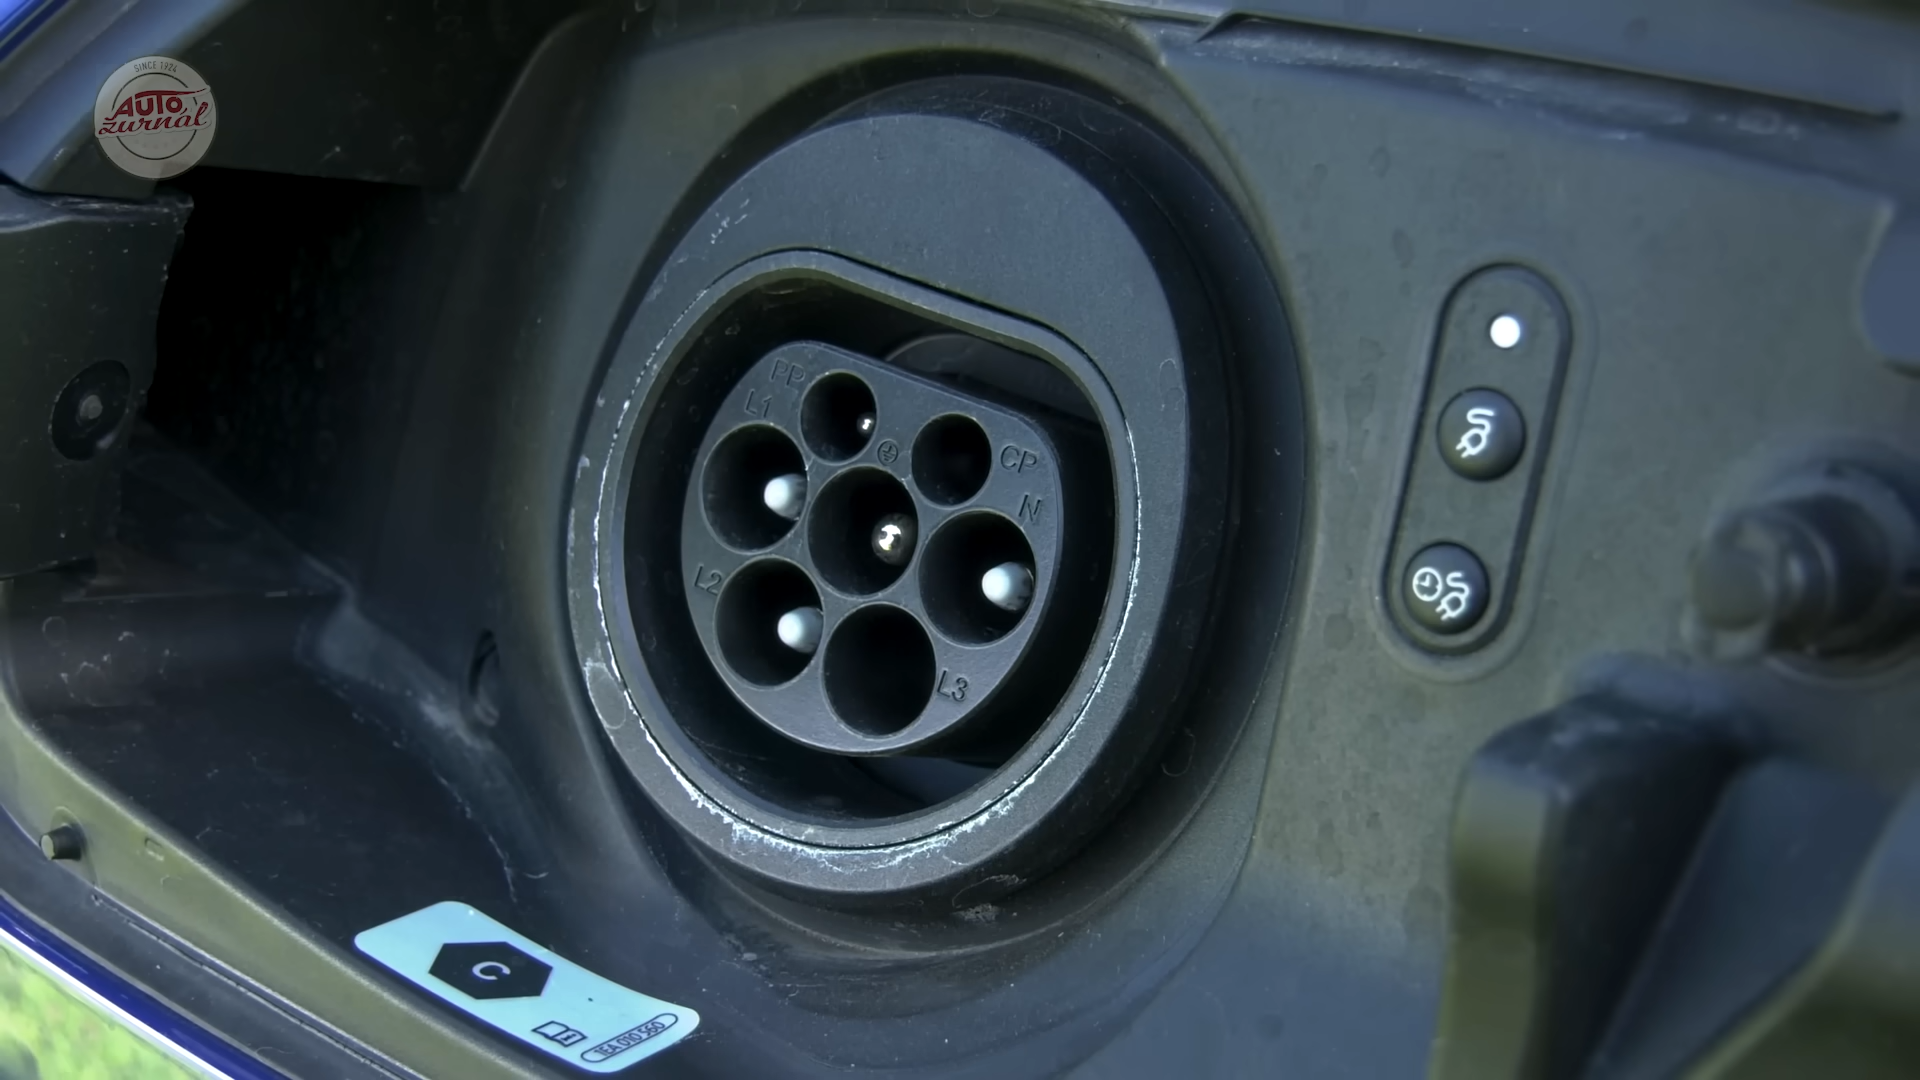 SINCE 1924
AUTO
žurnal
PP
L1
CP
N
L2
L3
C
1EA 010 560